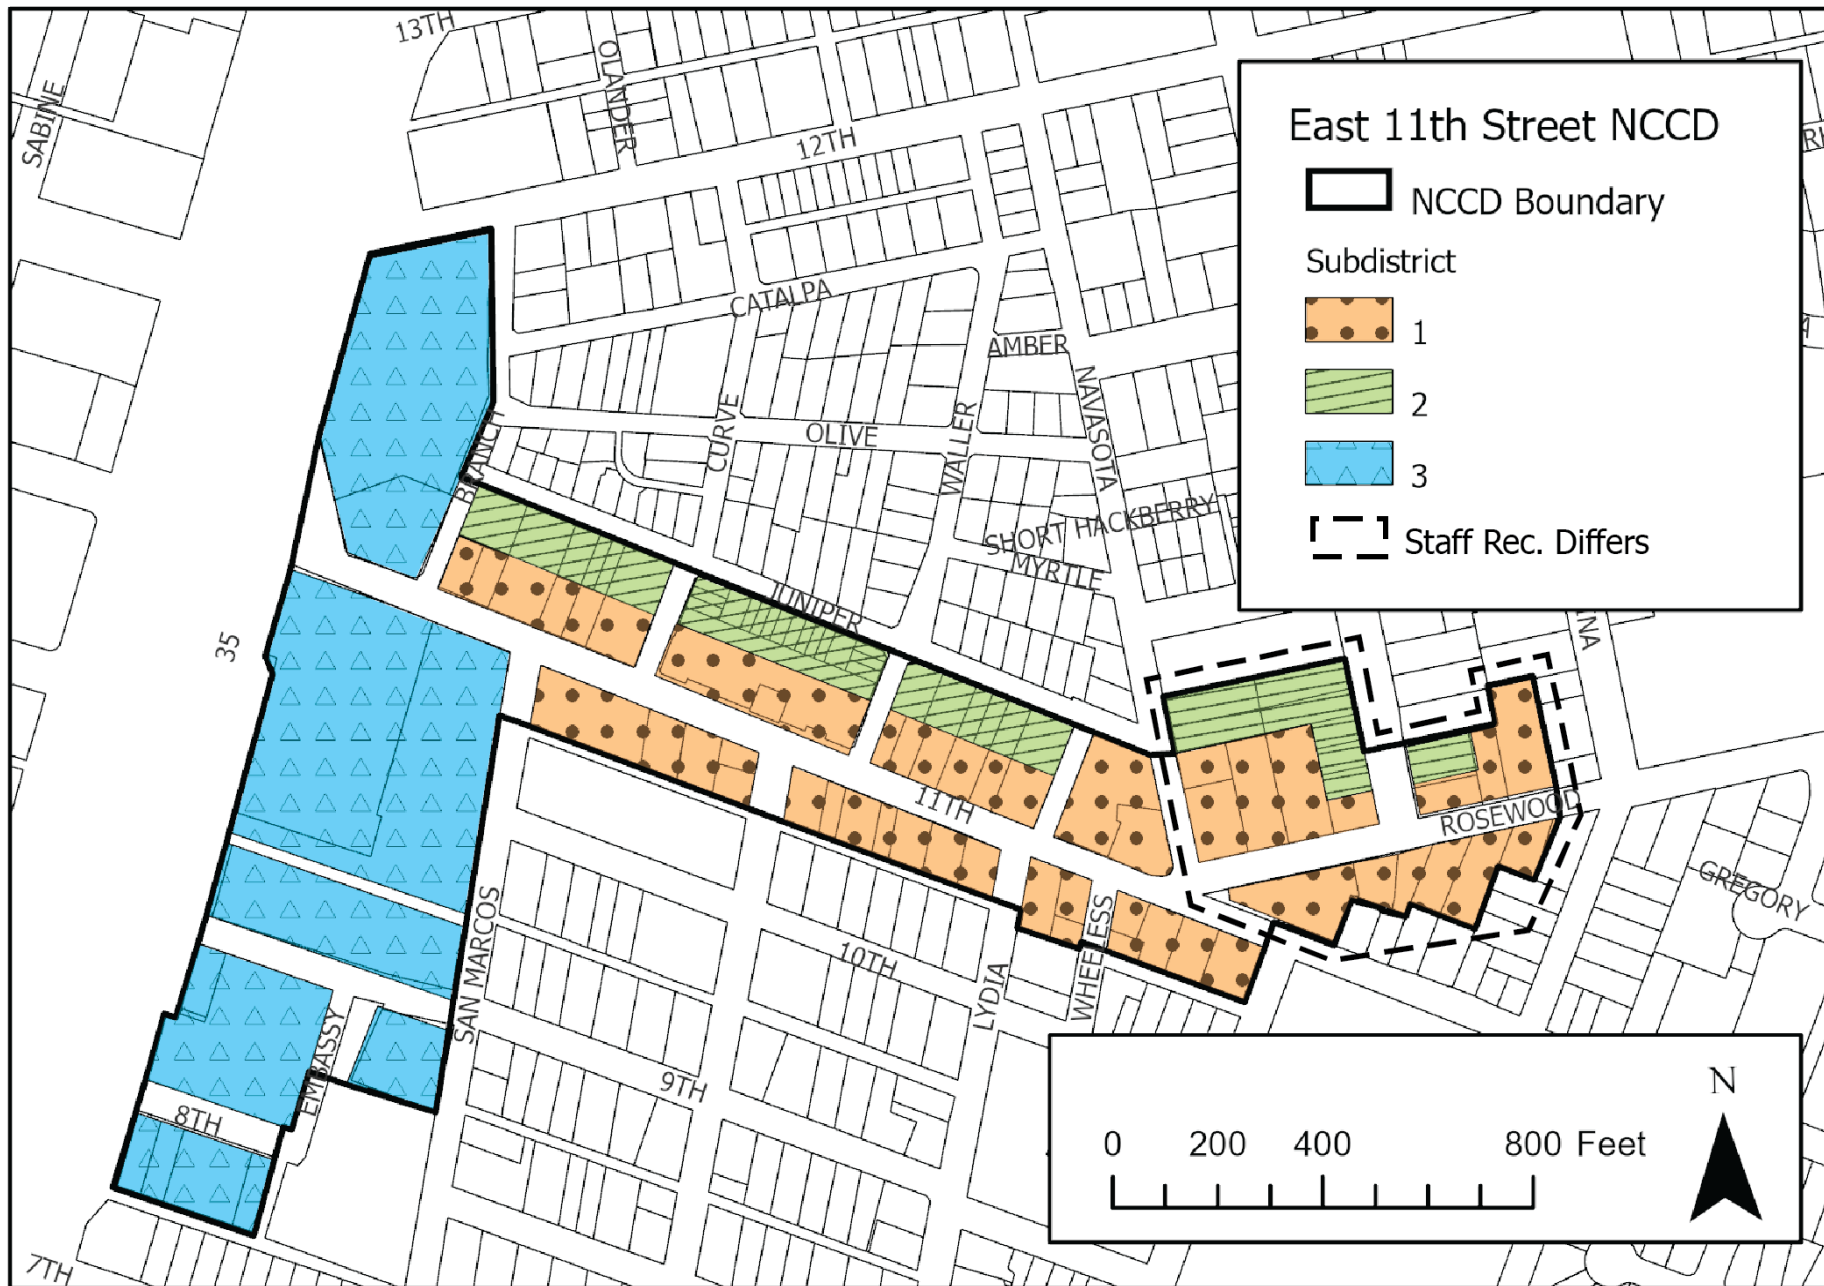 13TH
OLANDER
SABINE
12TH
East 11th Street NCCD
NCCD Boundary
Subdistrict
1
2
3
Staff Rec. Differs
CATALPA
AMBER
NAVASOTA
CURVE
OLIVE
WALLER
BRANCH
SHORT HACKBERRY
MYRTLE
JUNIPER
35
11TH
ROSEWOOD
GREGORY
SAN MARCOS
10TH
LYDIA
WHEELESS
EMBASSY
9TH
8TH
7TH
0 200 400 800 Feet
N